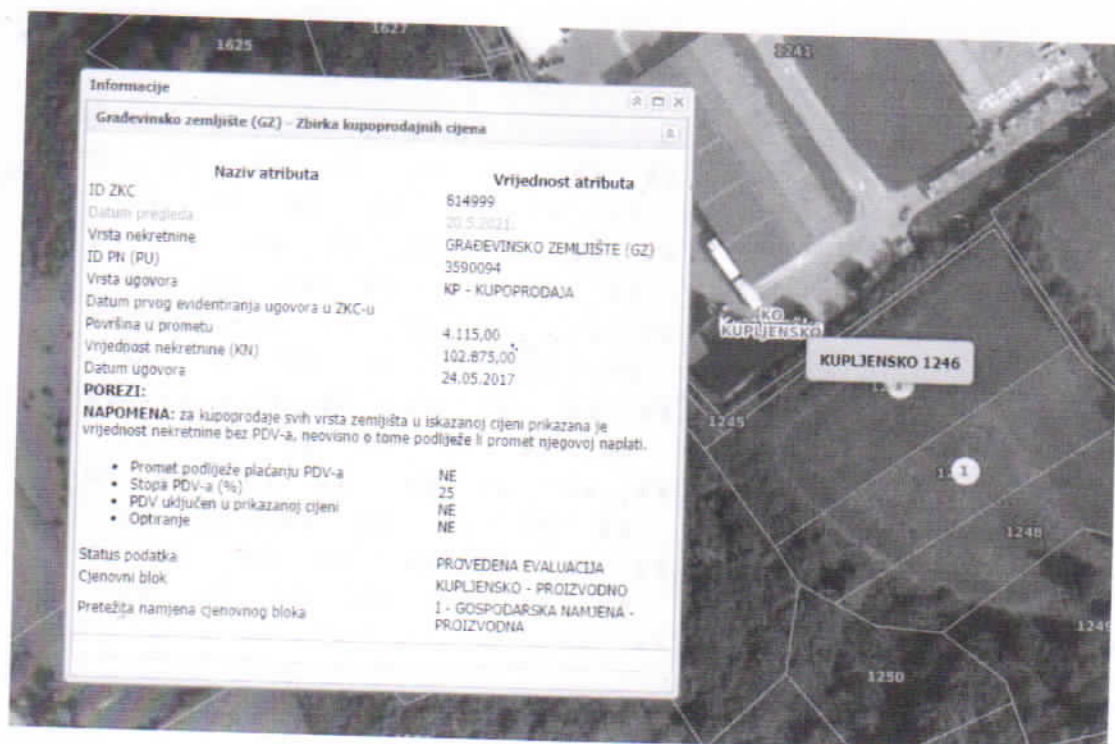 1625
1627
1241
Informacije
Građevinsko zemljište (GZ) - Zbirka kupoprodajnih cijena
Naziv atributa Vrijednost atributa
ID ZKC 614999
Datum pregleda 20.5.2021.
Vrsta nekretnine GRAĐEVINSKO ZEMLJIŠTE (GZ)
ID PN (PU) 3590094
Vrsta ugovora KP - KUPOPRODAJA
Datum prvog evidentiranja ugovora u ZKC-u
Površina u prometu 4.115,00
Vrijednost nekretnine (KN) 102.875,00
Datum ugovora 24.05.2017
POREZI:
NAPOMENA: za kupoprodaje svih vrsta zemljišta u iskazanoj cijeni prikazana je
vrijednost nekretnine bez PDV-a, neovisno o tome podliježe li promet njegovoj naplati.
• Promet podliježe plaćanju PDV-a NE
• Stopa PDV-a (%) 25
• PDV uključen u prikazanoj cijeni NE
• Optiranje NE
Status podatka PROVEDENA EVALUACIJA
Cjenovni blok KUPLJENSKO - PROIZVODNO
Pretežita namjena cjenovnog bloka I - GOSPODARSKA NAMJENA -
PROIZVODNA
KO
KUPLJENSKO
KUPLJENSKO 1246
1245
1
1248
1249
1250